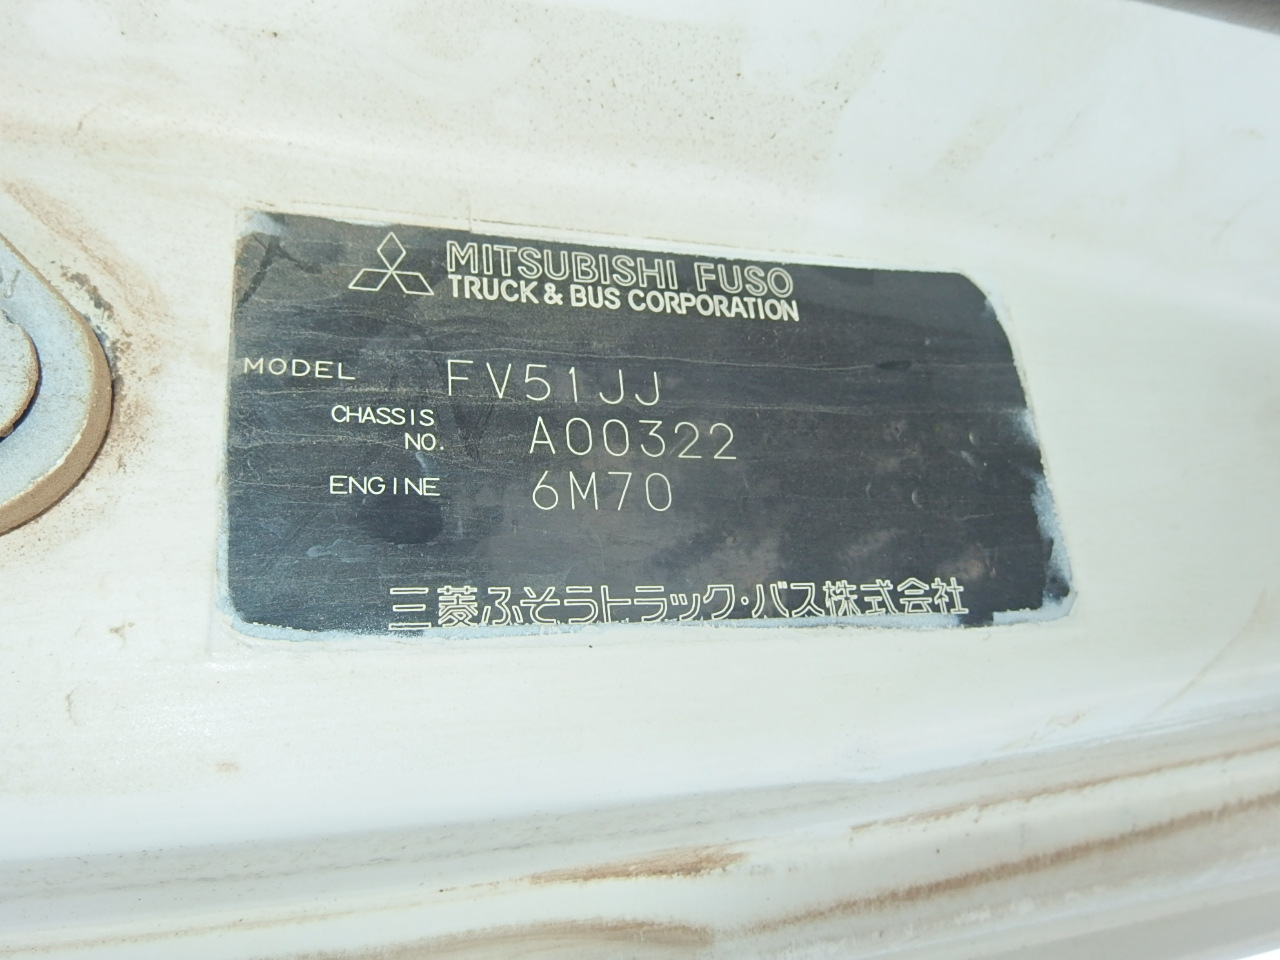 MITSUBISHI FUSO
TRUCK & BUS CORPORATION
MODEL FV51JJ
CHASSIS
NO. A00322
ENGINE 6M70
三菱ふそうトラック・バス株式会社